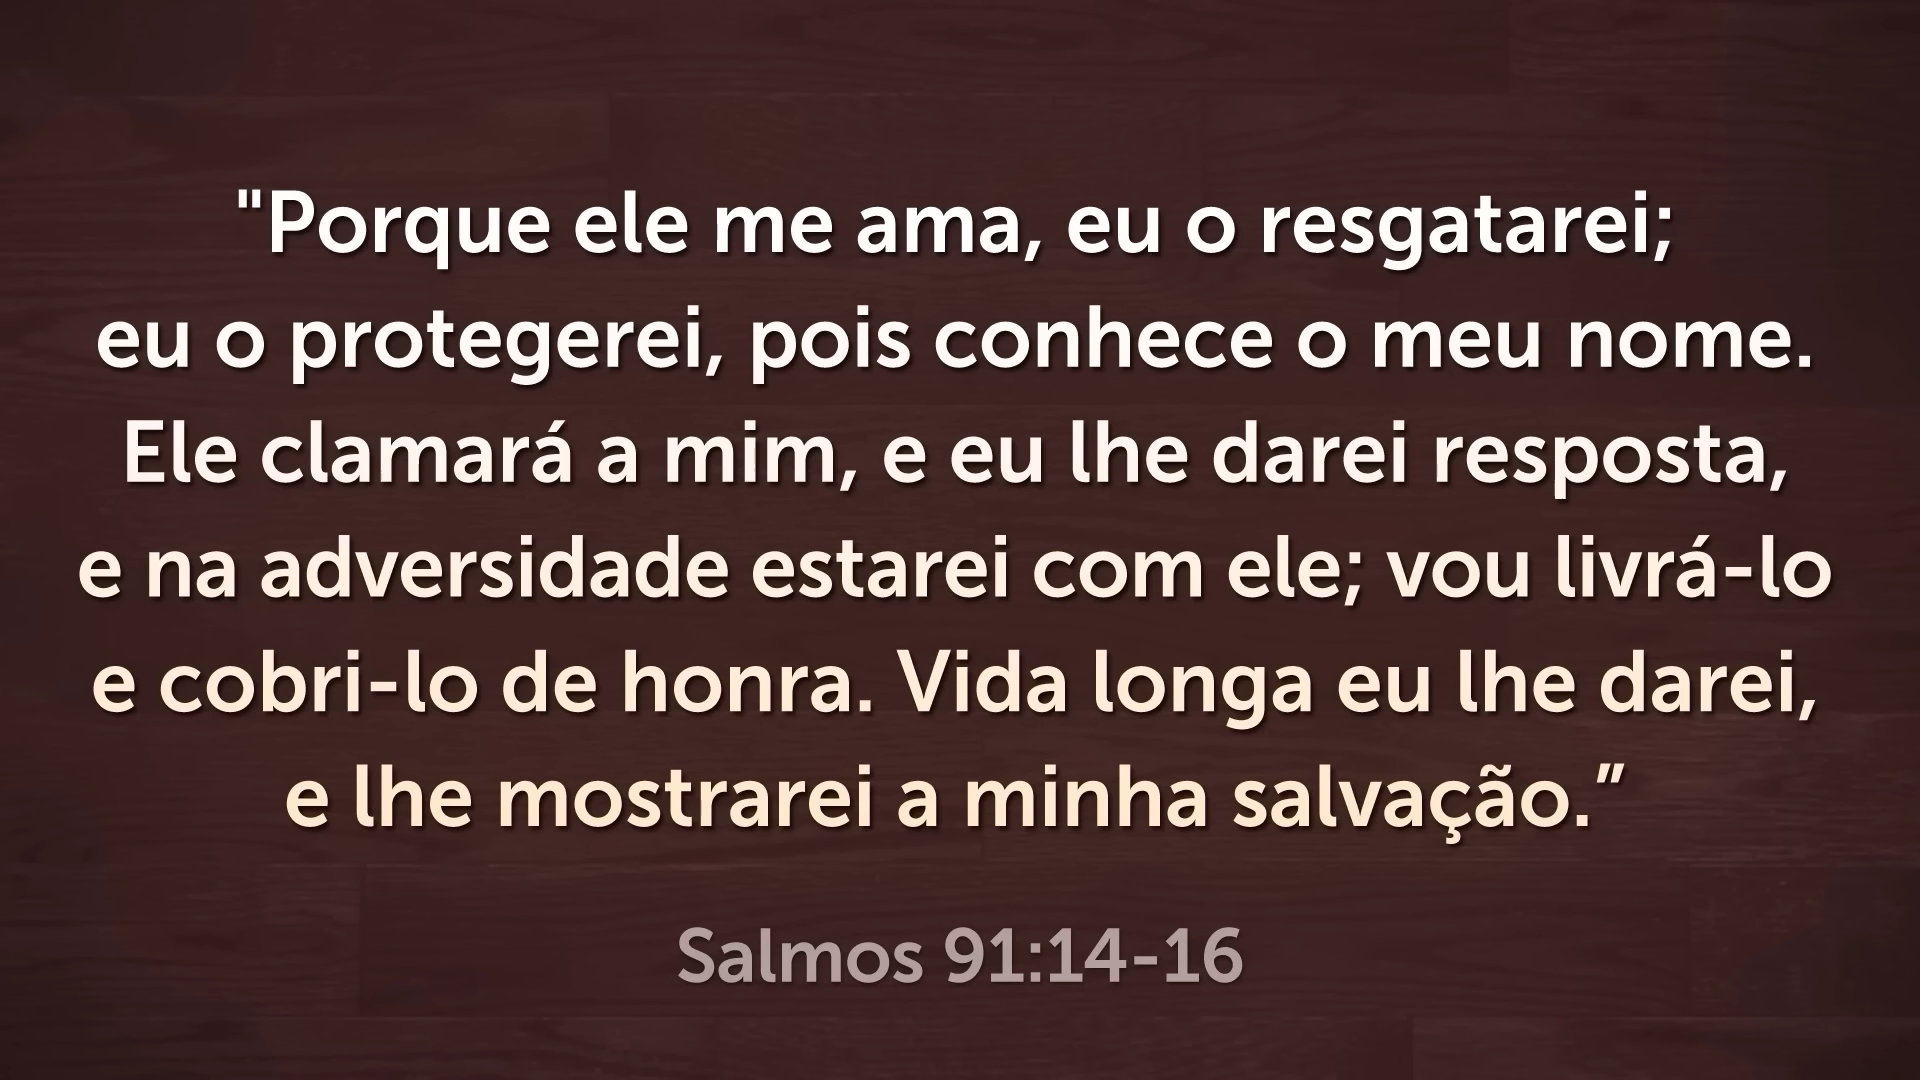 "Porque ele me ama, eu o resgatarei;
eu o protegerei, pois conhece o meu nome.
Ele clamará a mim, e eu lhe darei resposta,
e na adversidade estarei com ele; vou livrá-lo
e cobri-lo de honra. Vida longa eu lhe darei,
e lhe mostrarei a minha salvação.”
Salmos 91:14-16